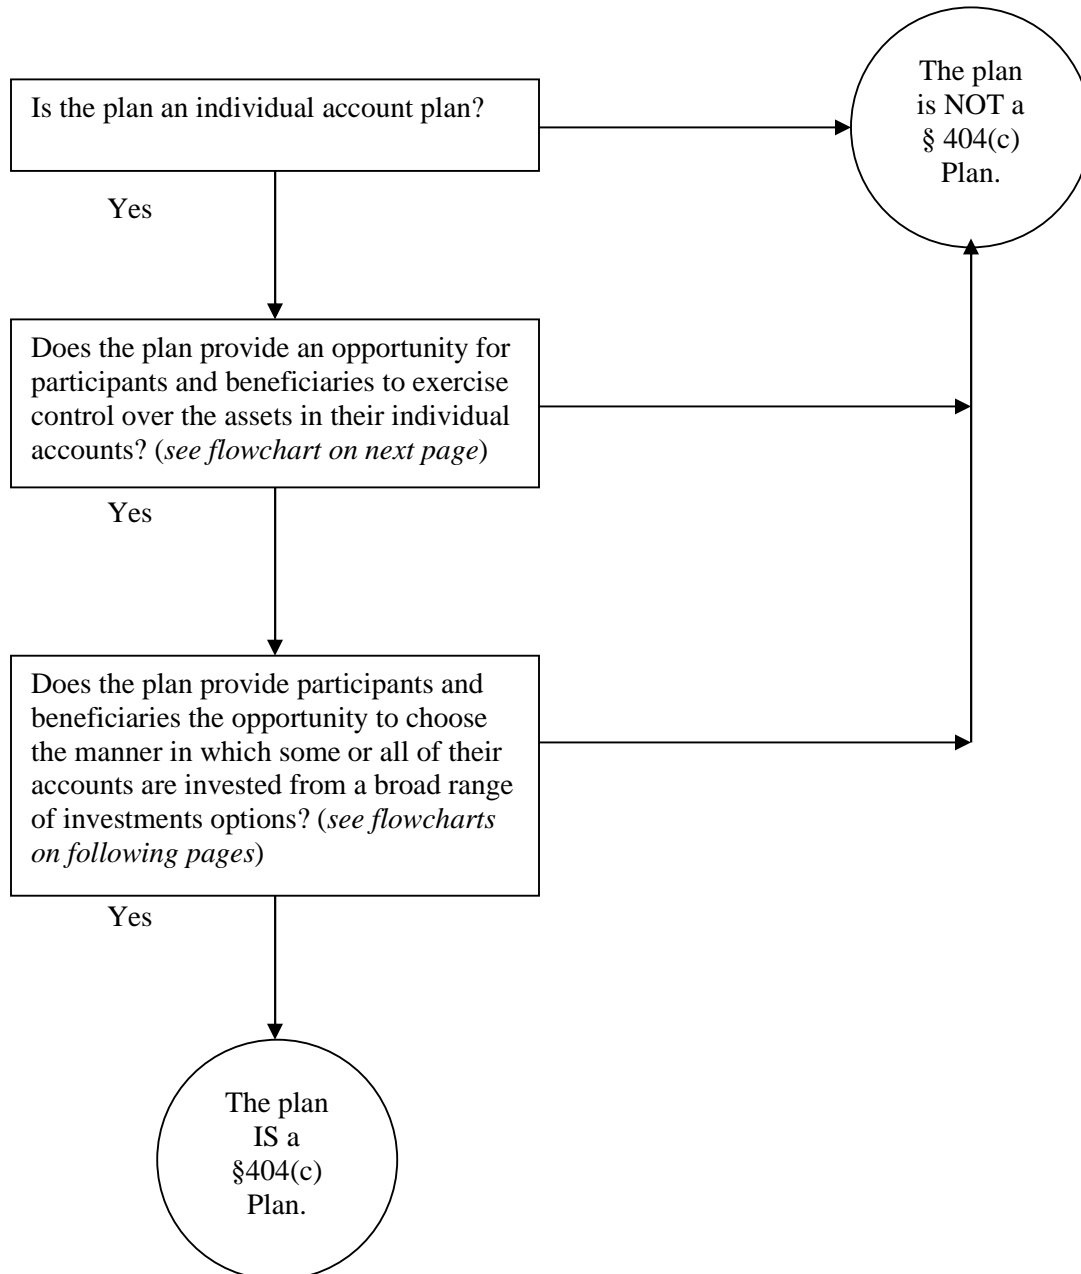 Is the plan an individual account plan?
The plan
is NOT a
§ 404(c)
Plan.
Yes
Does the plan provide an opportunity for
participants and beneficiaries to exercise
control over the assets in their individual
accounts? (see flowchart on next page)
Yes
Does the plan provide participants and
beneficiaries the opportunity to choose
the manner in which some or all of their
accounts are invested from a broad range
of investments options? (see flowcharts
on following pages)
Yes
The plan
IS a
§404(c)
Plan.